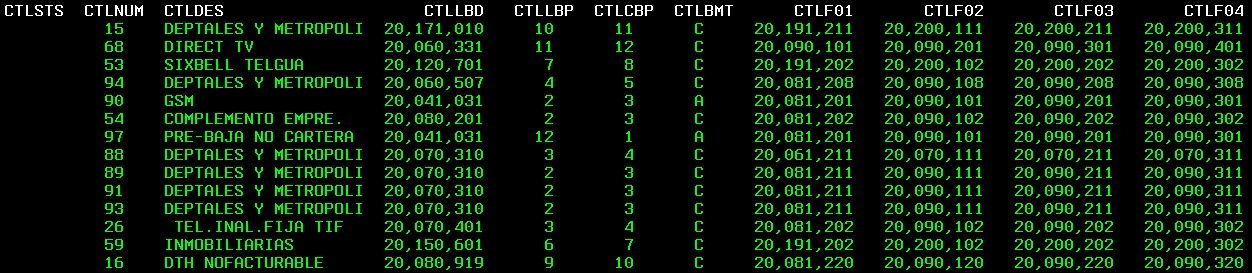 CTLSTS CTLNUM CTLDES CTLLBD CTLLBP CTLCBP CTLBMT CTLF01 CTLF02 CTLF03 CTLF04
15 DEPTALES Y METROPOLI 20,171,010 10 11 C 20,191,211 20,200,111 20,200,211 20,200,311
68 DIRECT TV 20,060,331 11 12 C 20,090,101 20,090,201 20,090,301 20,090,401
53 SIXBELL TELGUA 20,120,701 7 8 C 20,191,202 20,200,102 20,200,202 20,200,302
94 DEPTALES Y METROPOLI 20,060,507 4 5 C 20,081,208 20,090,108 20,090,208 20,090,308
90 GSM 20,041,031 2 3 A 20,081,201 20,090,101 20,090,201 20,090,301
54 COMPLEMENTO EMPRE. 20,080,201 2 3 C 20,081,202 20,090,102 20,090,202 20,090,302
97 PRE-BAJA NO CARTERA 20,041,031 12 1 A 20,081,201 20,090,101 20,090,201 20,090,301
88 DEPTALES Y METROPOLI 20,070,310 3 4 C 20,061,211 20,070,111 20,070,211 20,070,311
89 DEPTALES Y METROPOLI 20,070,310 2 3 C 20,081,211 20,090,111 20,090,211 20,090,311
91 DEPTALES Y METROPOLI 20,070,310 2 3 C 20,081,211 20,090,111 20,090,211 20,090,311
93 DEPTALES Y METROPOLI 20,070,310 2 3 C 20,081,211 20,090,111 20,090,211 20,090,311
26 TEL.INAL.FIJA TIF 20,070,401 3 4 C 20,081,202 20,090,102 20,090,202 20,090,302
59 INMOBILIARIAS 20,150,601 6 7 C 20,191,202 20,200,102 20,200,202 20,200,302
16 DTH NOFACTURABLE 20,080,919 9 10 C 20,081,220 20,090,120 20,090,220 20,090,320